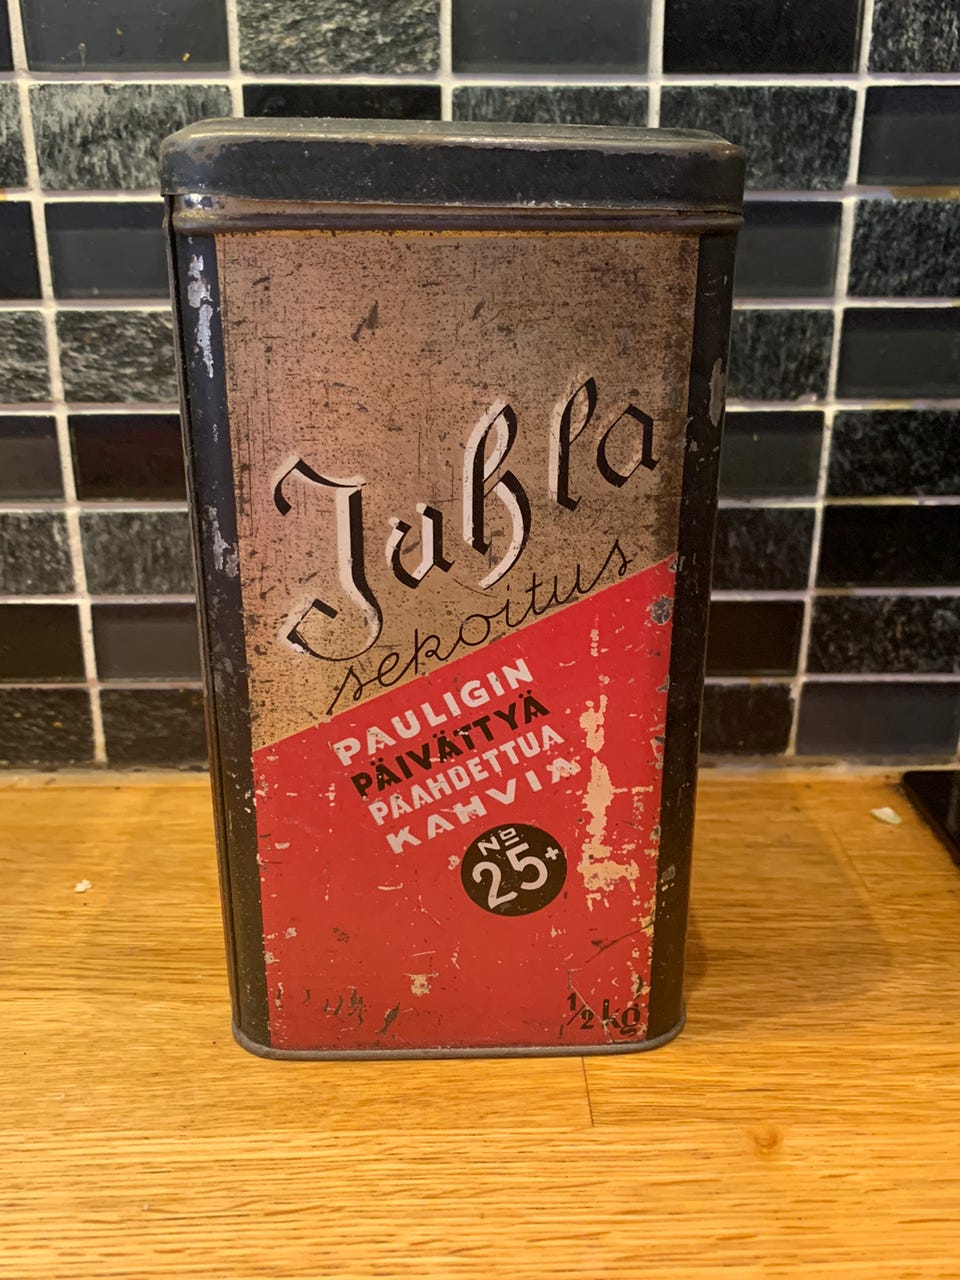 Juhla
sekoitus
PAULIGIN
PÄIVÄTTYÄ
PAAHDETTUA
KAHVIA
No
25+
1/2 kg